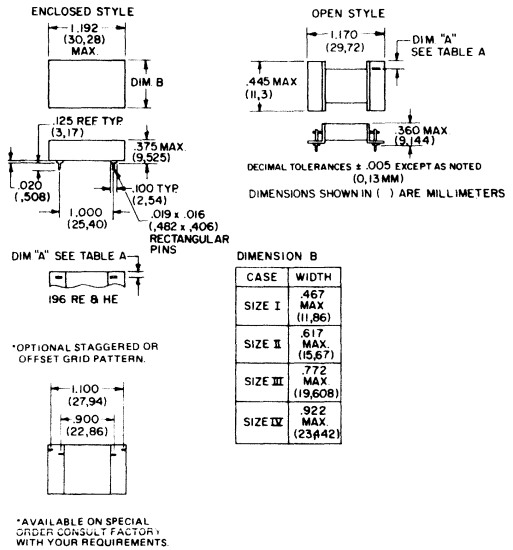 ENCLOSED STYLE
1.192
(30,28)
MAX.
DIM. B
.125 REF TYP.
(3,17)
.375 MAX.
(9,525)
.020
(,508)
.100 TYP.
(2,54)
1.000
(25,40)
.019 x .016
(,482 x ,406)
RECTANGULAR
PINS
DIM "A" SEE TABLE A
196 RE & HE
*OPTIONAL STAGGERED OR
OFFSET GRID PATTERN.
1.100
(27,94)
.900
(22,86)
*AVAILABLE ON SPECIAL
ORDER CONSULT FACTORY
WITH YOUR REQUIREMENTS.
OPEN STYLE
1.170
(29,72)
DIM. "A"
SEE TABLE A
.445 MAX
(11,3)
.360 MAX.
(9,144)
DECIMAL TOLERANCES ± .005 EXCEPT AS NOTED
(0,13 MM)
DIMENSIONS SHOWN IN ( ) ARE MILLIMETERS
DIMENSION B
CASE WIDTH
SIZE I .467
MAX
(11,86)
SIZE II .617
MAX.
(15,67)
SIZE III .772
MAX.
(19,608)
SIZE IV .922
MAX.
(23,442)